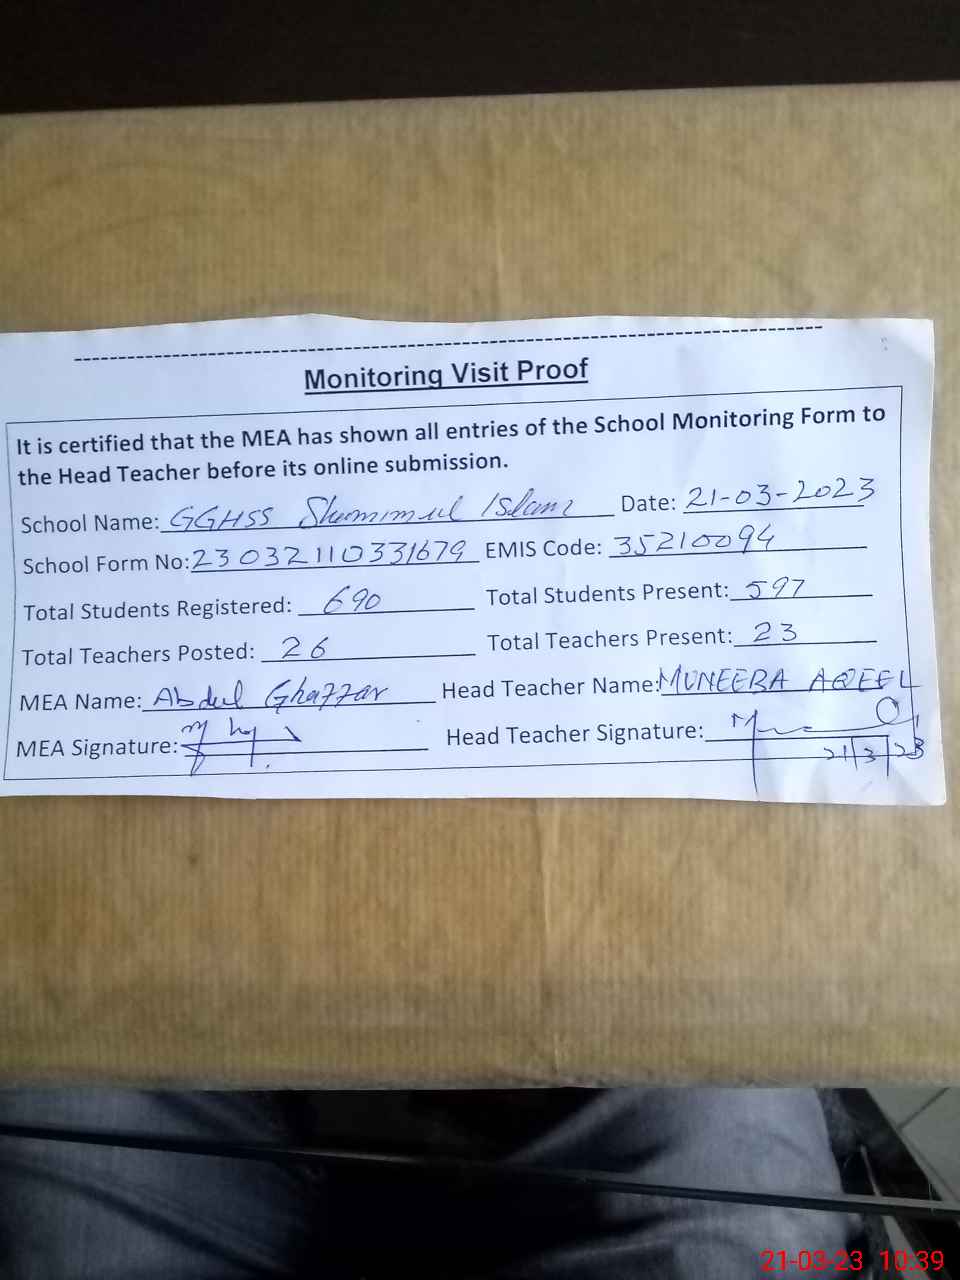 Monitoring Visit Proof
It is certified that the MEA has shown all entries of the School Monitoring Form to
the Head Teacher before its online submission.
School Name: GGHSS Shummul Islam Date: 21-03-2023
School Form No: 23032110331679 EMIS Code: 35210094
Total Students Registered: 690 Total Students Present: 597
Total Teachers Posted: 26 Total Teachers Present: 23
MEA Name: Abdul Ghaffar Head Teacher Name: MUNEEBA AQEEL
MEA Signature: Head Teacher Signature:
21/3/23
21-03-23 10:39